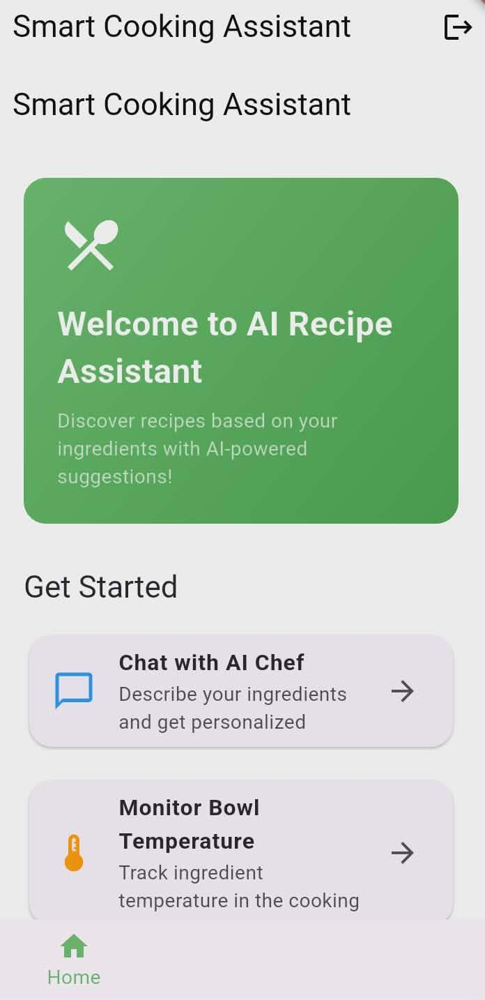 Smart Cooking Assistant
Smart Cooking Assistant
Welcome to AI Recipe
Assistant
Discover recipes based on your
ingredients with AI-powered
suggestions!
Get Started
Chat with AI Chef
Describe your ingredients
and get personalized
Monitor Bowl
Temperature
Track ingredient
temperature in the cooking
Home